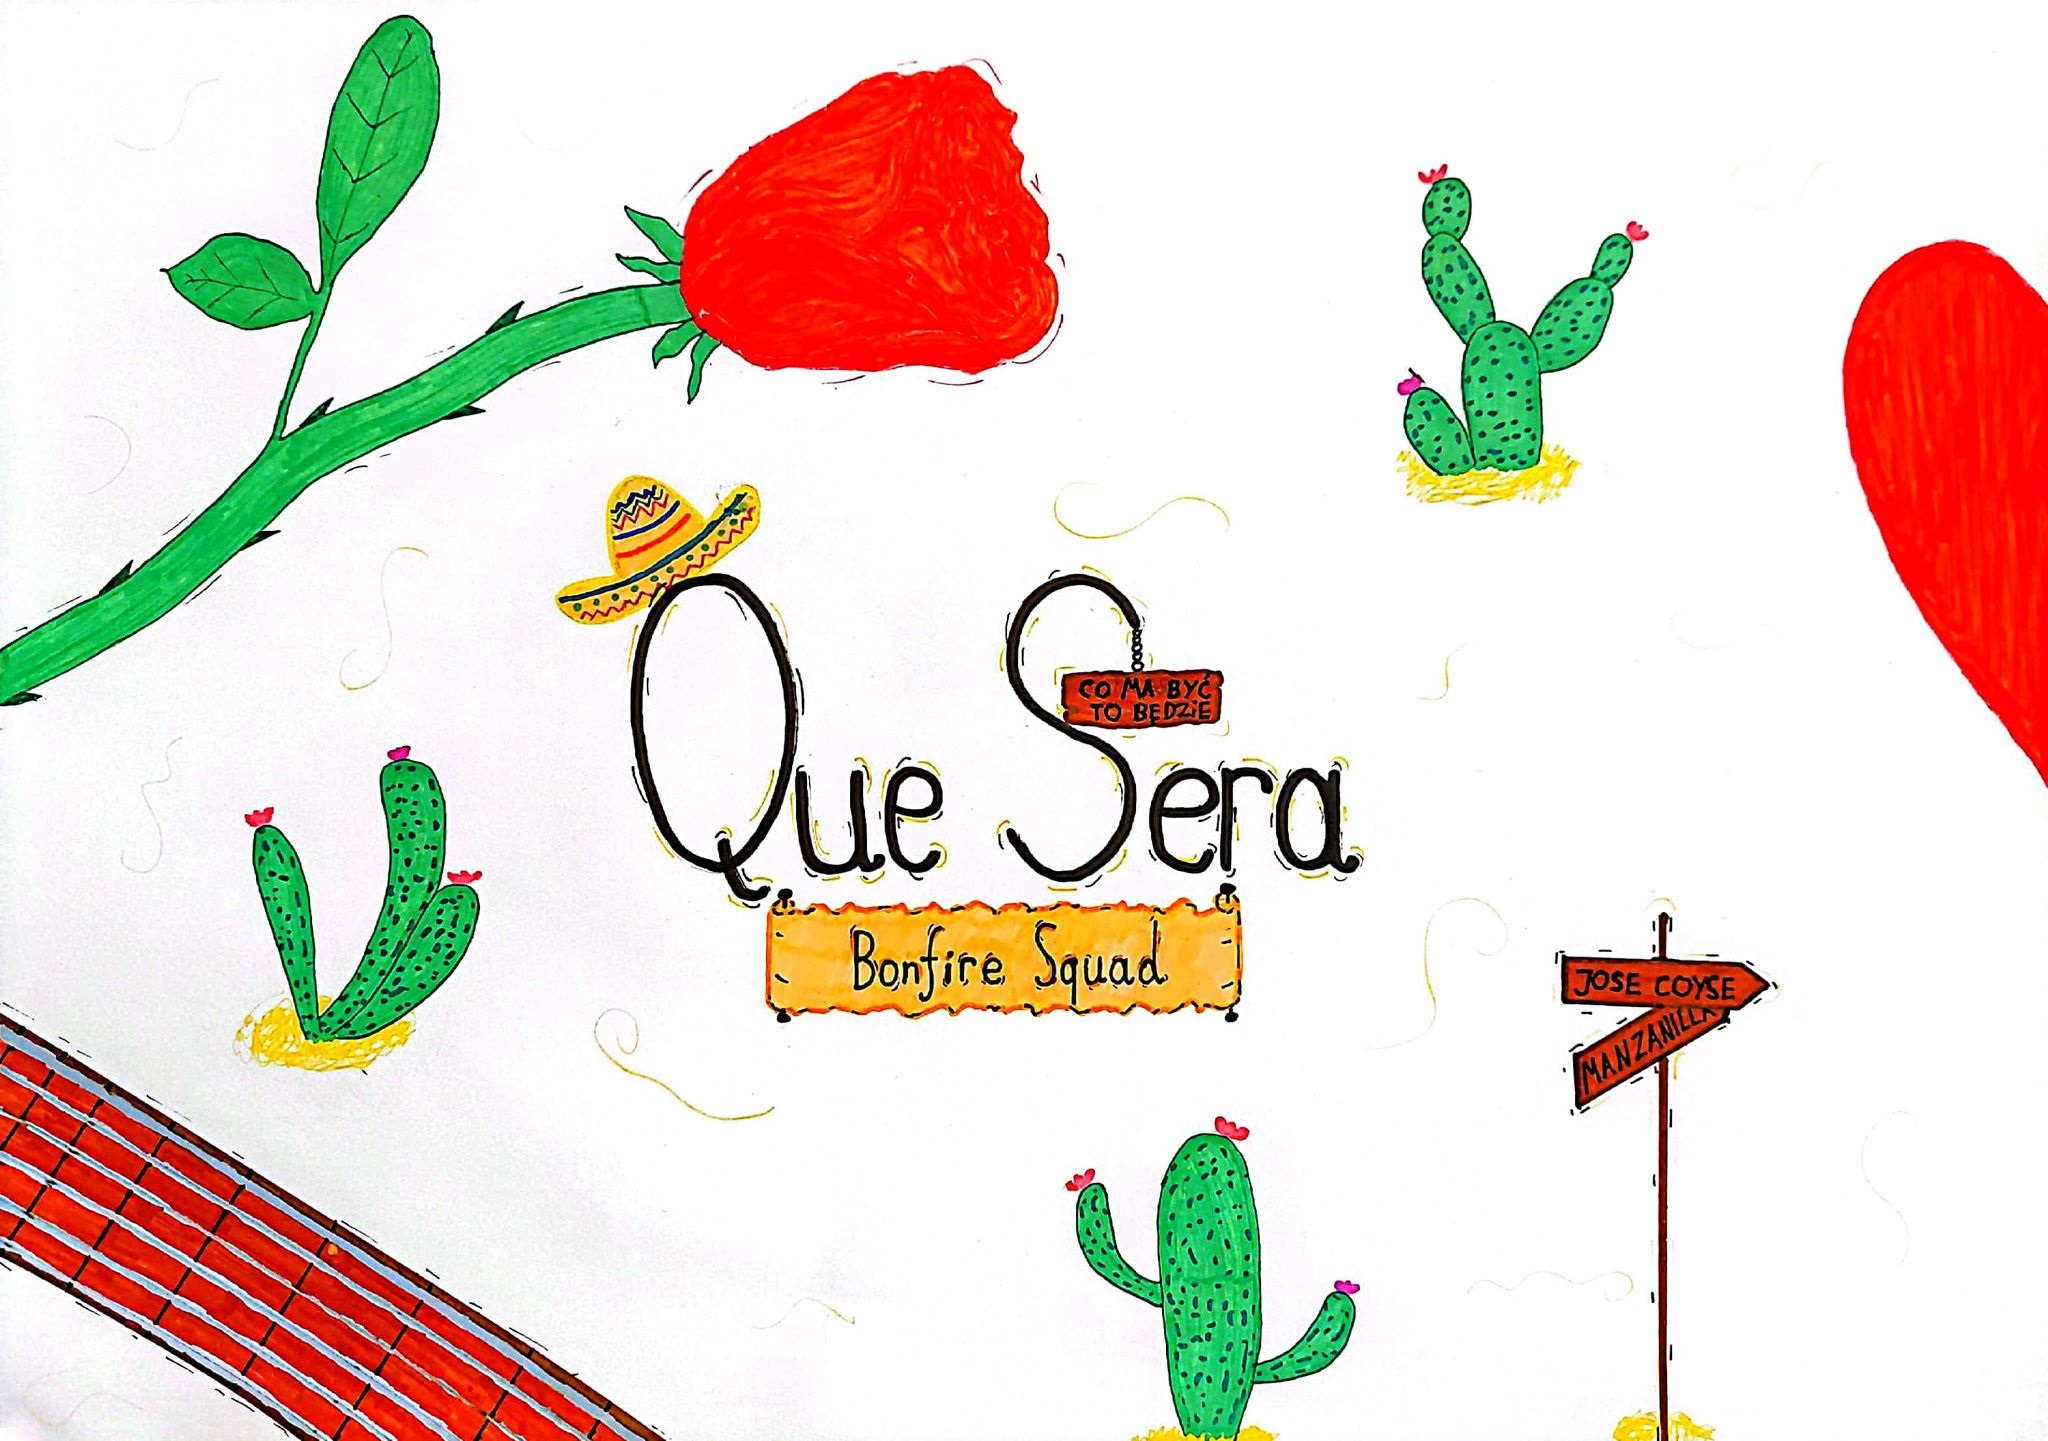 Que Sera
CO MA BYĆ
TO BĘDZIE
Bonfire Squad
JOSE COYSE
MANZANILLA